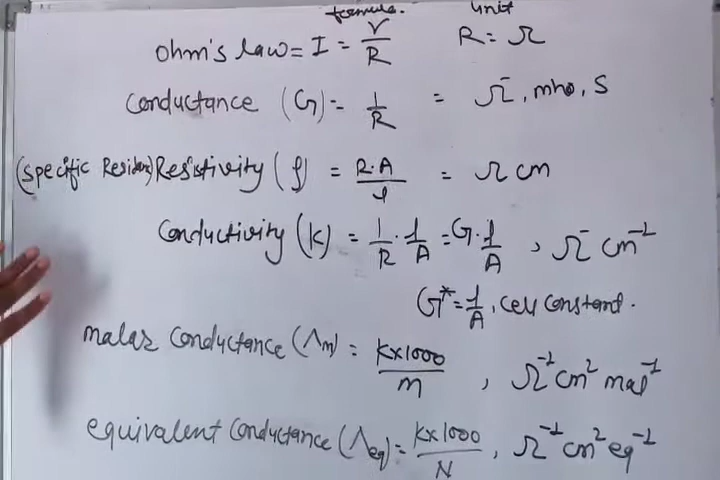 formula. unit
ohm's law = I = V/R R = Ω
Conductance (G) = 1/R = Ω⁻, mho, S
(specific Resistan) Resistivity (ρ) = R·A/l = Ω cm
Conductivity (K) = 1/R · l/A = G · l/A , Ω⁻ cm⁻¹
G* = l/A , cell constant.
molar conductance (Λm) = K×1000/M , Ω⁻¹ cm² mol⁻¹
equivalent conductance (Λeq) = K×1000/N , Ω⁻¹ cm² eq⁻¹